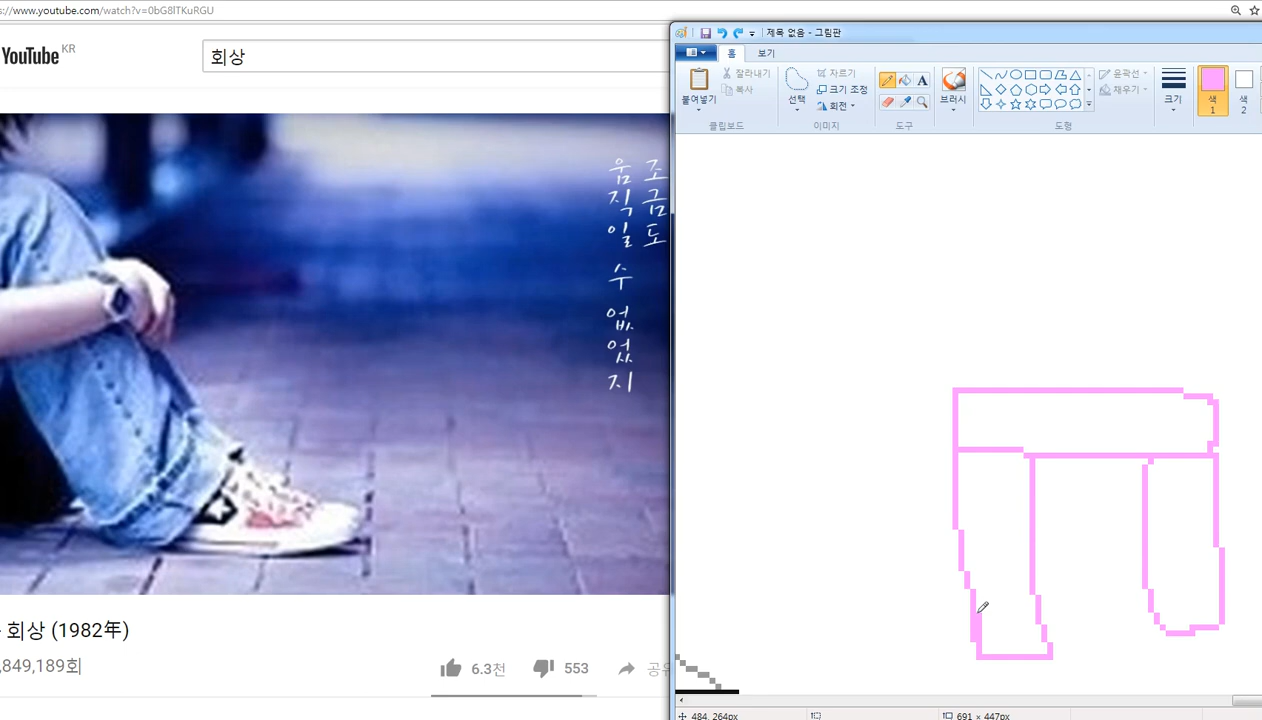 s://www.youtube.com/watch?v=0bG8lTKuRGU
YouTube KR
회상
조금도
움직일 수 없었지
회상 (1982年)
,849,189회
6.3천
553
공유
제목 없음 - 그림판
홈
보기
붙여넣기
잘라내기
복사
클립보드
선택
자르기
크기 조정
회전
이미지
A
도구
브러시
윤곽선
채우기
도형
크기
색 1
색 2
484, 264px
691 × 447px